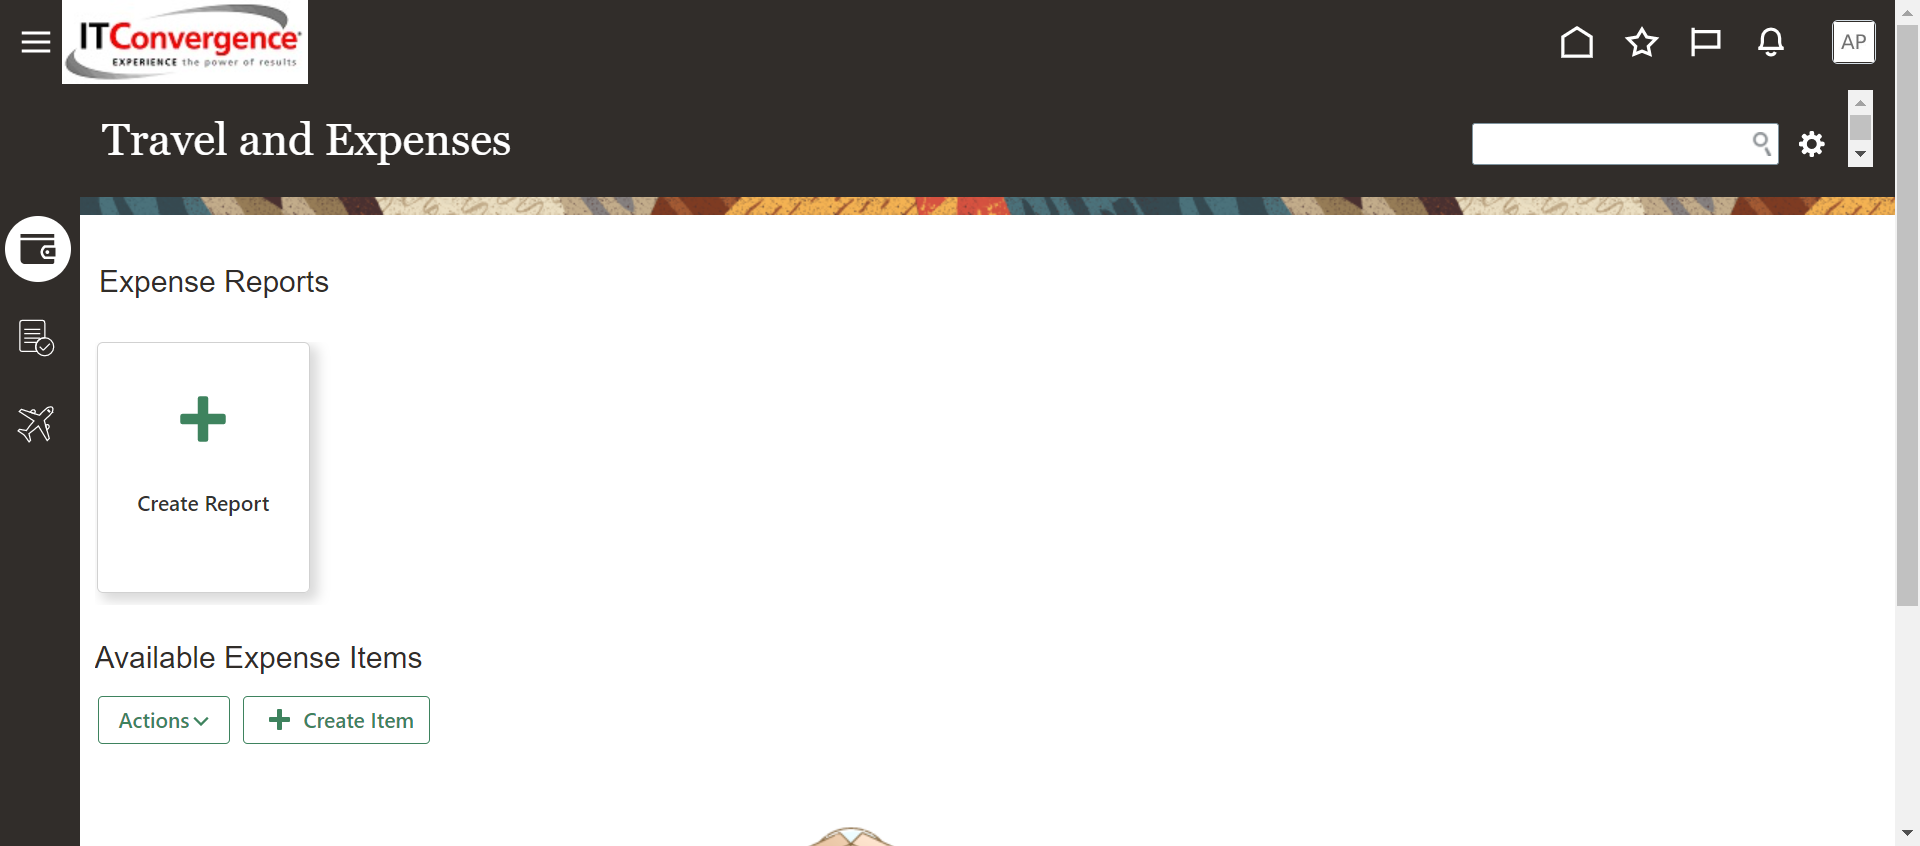 ITConvergence
EXPERIENCE the power of results
AP
Travel and Expenses
Expense Reports
Create Report
Available Expense Items
Actions
Create Item